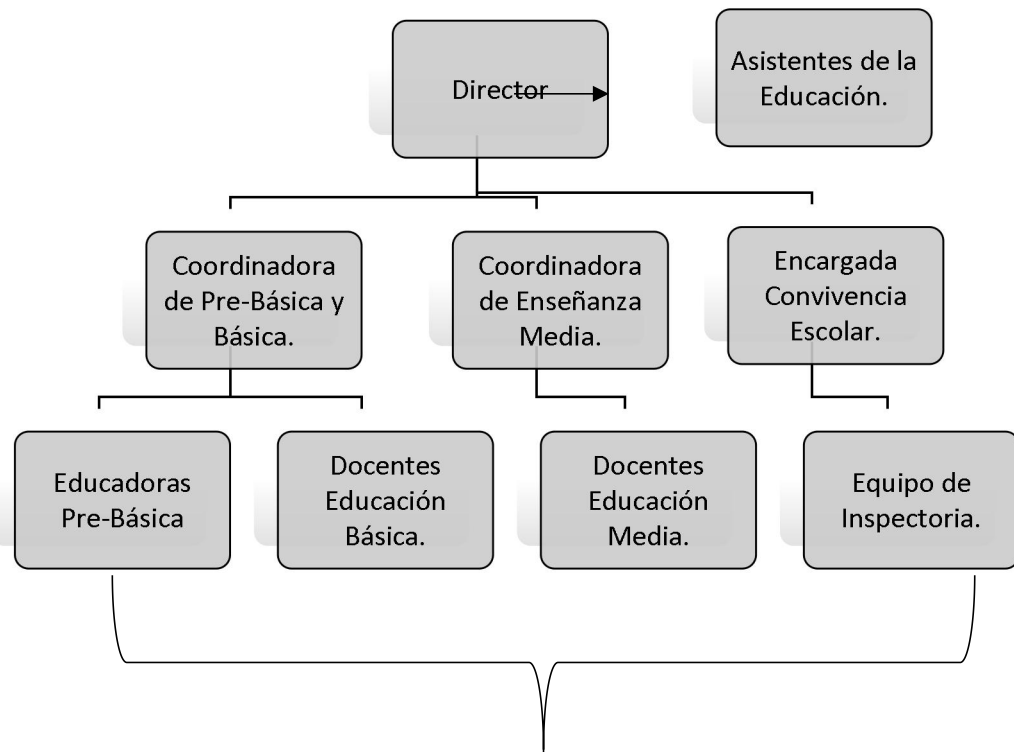 Director
Asistentes de la
Educación.
Coordinadora
de Pre-Básica y
Básica.
Coordinadora
de Enseñanza
Media.
Encargada
Convivencia
Escolar.
Educadoras
Pre-Básica
Docentes
Educación
Básica.
Docentes
Educación
Media.
Equipo de
Inspectoria.